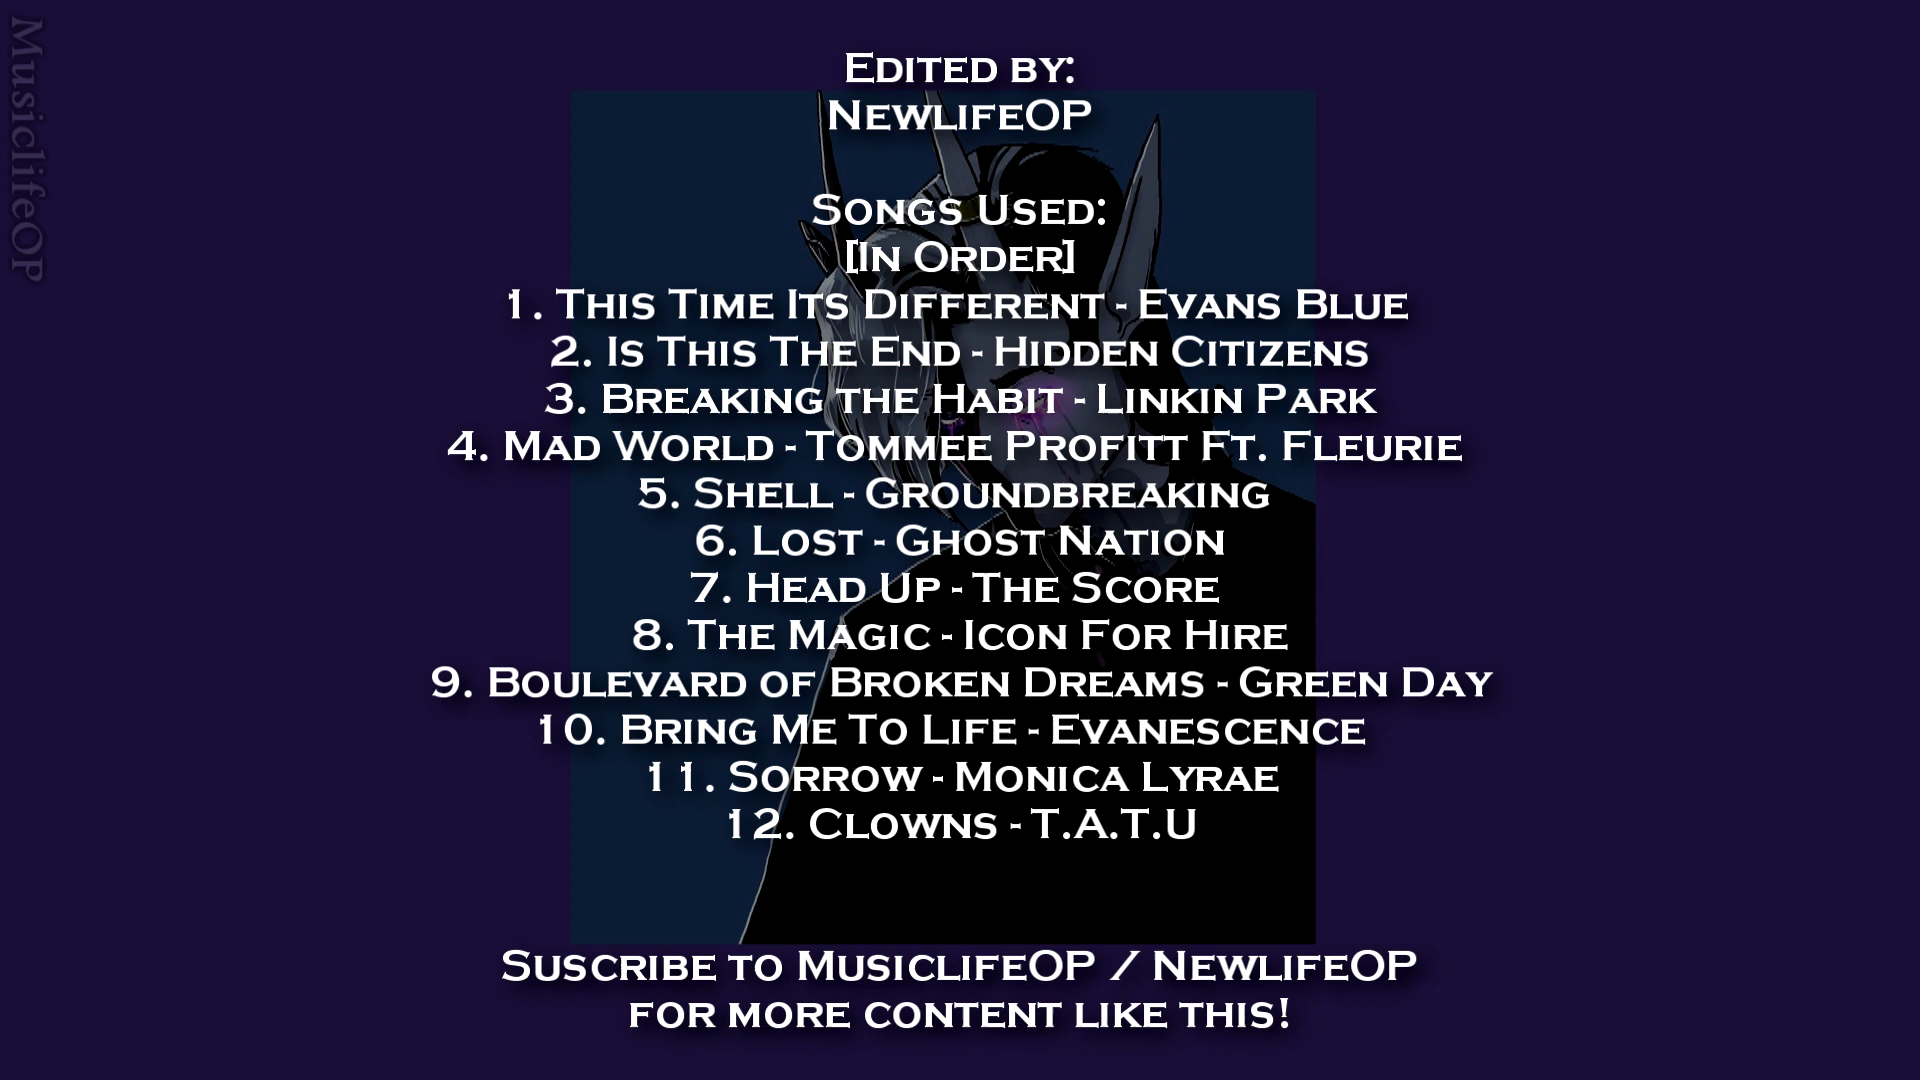 MusiclifeOP
Edited by:
NewlifeOP
Songs Used:
[In Order]
1. This Time Its Different - Evans Blue
2. Is This The End - Hidden Citizens
3. Breaking the Habit - Linkin Park
4. Mad World - Tommee Profitt Ft. Fleurie
5. Shell - Groundbreaking
6. Lost - Ghost Nation
7. Head Up - The Score
8. The Magic - Icon For Hire
9. Boulevard of Broken Dreams - Green Day
10. Bring Me To Life - Evanescence
11. Sorrow - Monica Lyrae
12. Clowns - T.A.T.U
Suscribe to MusiclifeOP / NewlifeOP
for more content like this!